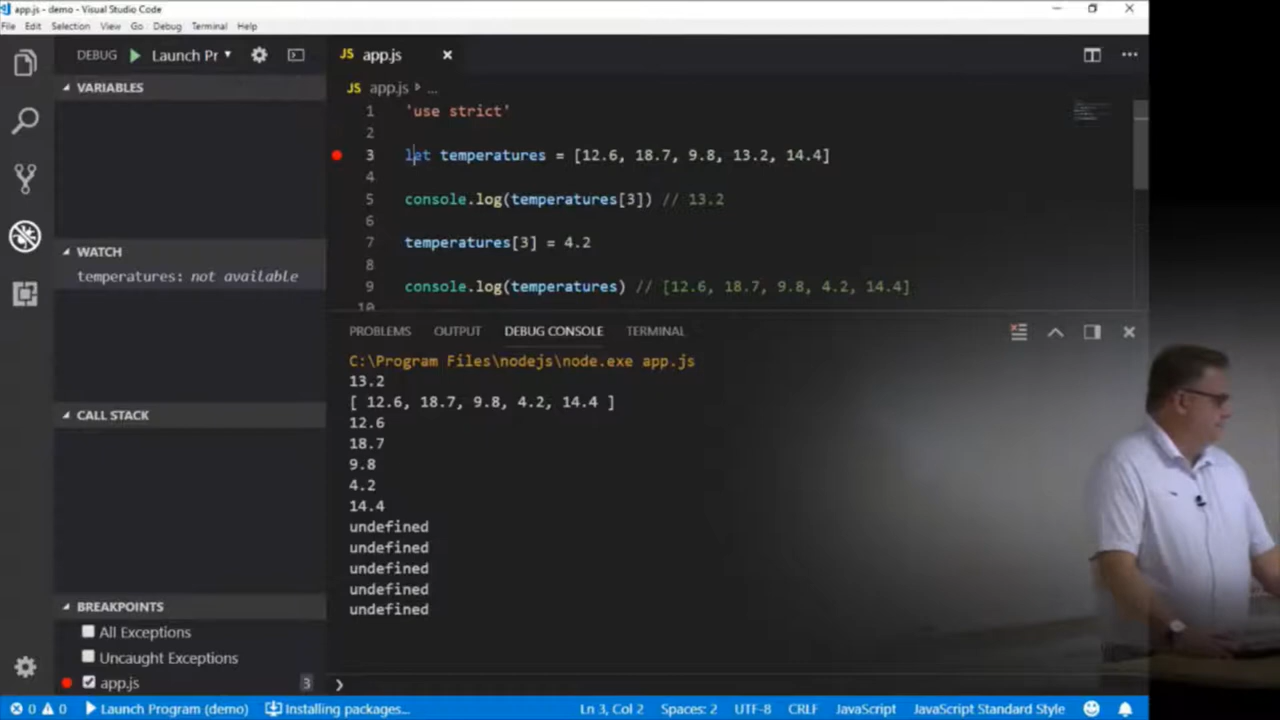 app.js - demo - Visual Studio Code
File Edit Selection View Go Debug Terminal Help
DEBUG Launch Pr
VARIABLES
WATCH
temperatures: not available
CALL STACK
BREAKPOINTS
All Exceptions
Uncaught Exceptions
app.js 3
JS app.js
JS app.js ...
1 'use strict'
2
3 let temperatures = [12.6, 18.7, 9.8, 13.2, 14.4]
4
5 console.log(temperatures[3]) // 13.2
6
7 temperatures[3] = 4.2
8
9 console.log(temperatures) // [12.6, 18.7, 9.8, 4.2, 14.4]
10
PROBLEMS OUTPUT DEBUG CONSOLE TERMINAL
C:\Program Files\nodejs\node.exe app.js
13.2
[ 12.6, 18.7, 9.8, 4.2, 14.4 ]
12.6
18.7
9.8
4.2
14.4
undefined
undefined
undefined
undefined
undefined
0 0 Launch Program (demo) Installing packages... Ln 3, Col 2 Spaces: 2 UTF-8 CRLF JavaScript JavaScript Standard Style